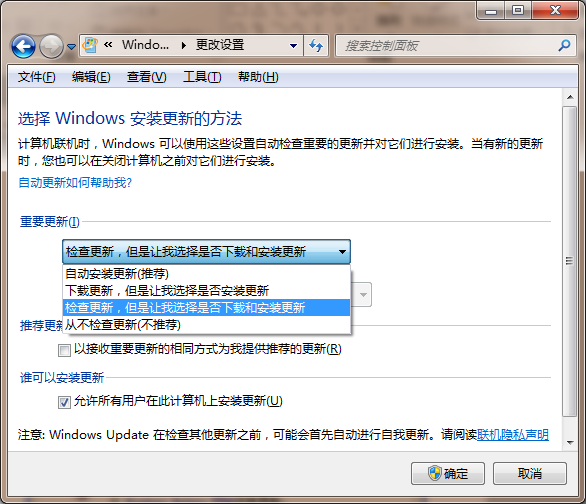 « Windo... 更改设置
搜索控制面板
文件(F) 编辑(E) 查看(V) 工具(T) 帮助(H)
选择 Windows 安装更新的方法
计算机联机时，Windows 可以使用这些设置自动检查重要的更新并对它们进行安装。当有新的更新
时，您也可以在关闭计算机之前对它们进行安装。
自动更新如何帮助我?
重要更新(I)
检查更新，但是让我选择是否下载和安装更新
自动安装更新(推荐)
下载更新，但是让我选择是否安装更新
检查更新，但是让我选择是否下载和安装更新
从不检查更新(不推荐)
推荐更新
以接收重要更新的相同方式为我提供推荐的更新(R)
谁可以安装更新
允许所有用户在此计算机上安装更新(U)
注意: Windows Update 在检查其他更新之前，可能会首先自动进行自我更新。请阅读联机隐私声明
确定 取消